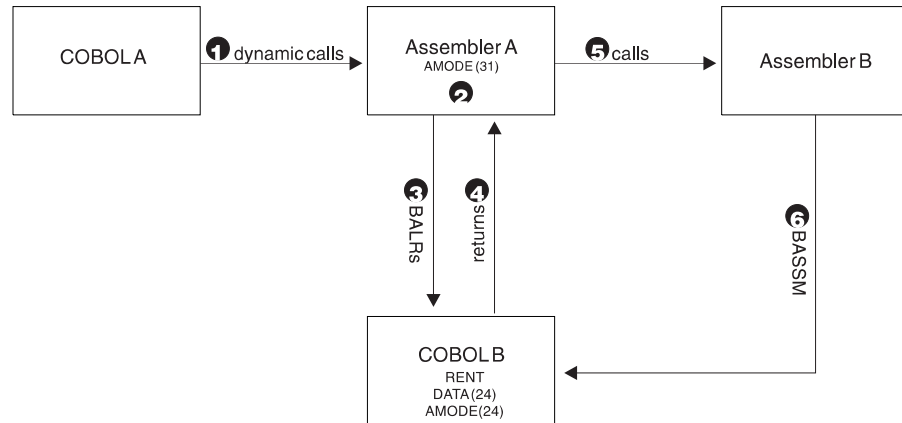 COBOL A
1 dynamic calls
Assembler A
AMODE (31)
2
5 calls
Assembler B
3 BALRs
4 returns
6 BASSM
COBOL B
RENT
DATA (24)
AMODE (24)